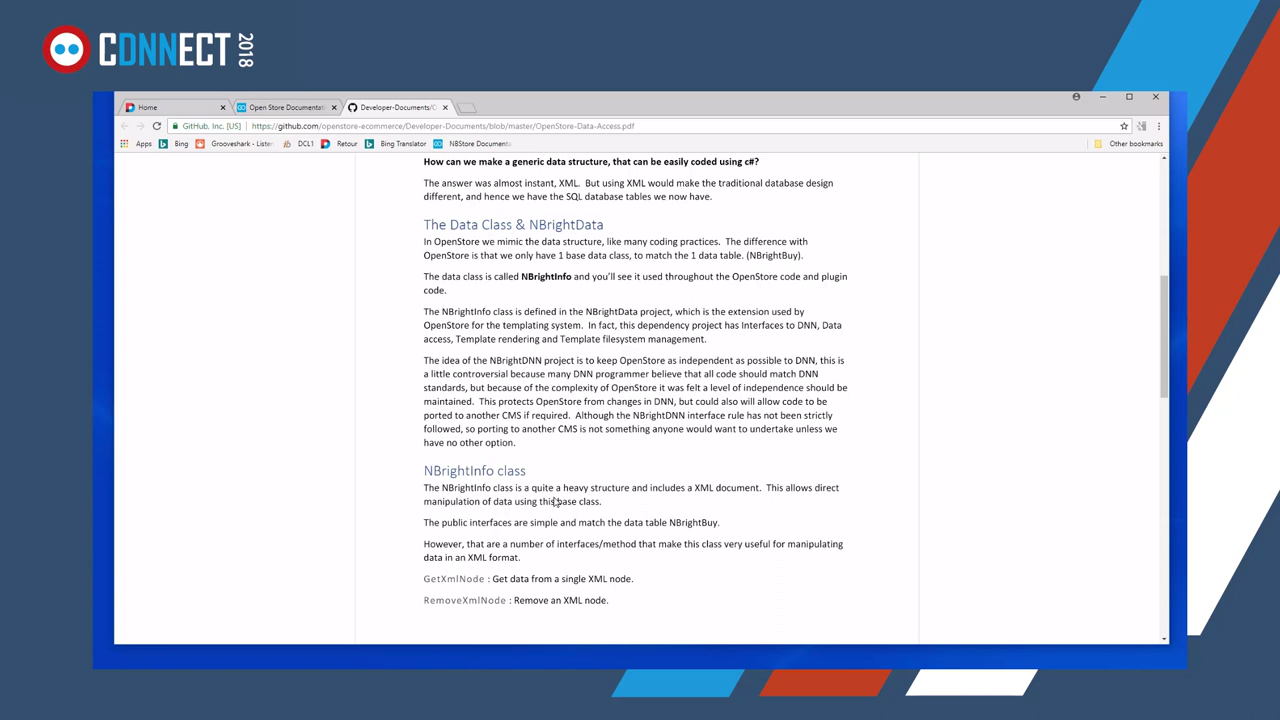 CDNNECT 2018
Home
Open Store Documentati
Developer-Documents/O
GitHub, Inc. [US]
https://github.com/openstore-ecommerce/Developer-Documents/blob/master/OpenStore-Data-Access.pdf
Apps
Bing
Grooveshark - Listen
DCL1
Retour
Bing Translator
NBStore Documenta
Other bookmarks
How can we make a generic data structure, that can be easily coded using c#?
The answer was almost instant, XML. But using XML would make the traditional database design
different, and hence we have the SQL database tables we now have.
The Data Class & NBrightData
In OpenStore we mimic the data structure, like many coding practices. The difference with
OpenStore is that we only have 1 base data class, to match the 1 data table. (NBrightBuy).
The data class is called NBrightInfo and you'll see it used throughout the OpenStore code and plugin
code.
The NBrightInfo class is defined in the NBrightData project, which is the extension used by
OpenStore for the templating system. In fact, this dependency project has Interfaces to DNN, Data
access, Template rendering and Template filesystem management.
The idea of the NBrightDNN project is to keep OpenStore as independent as possible to DNN, this is
a little controversial because many DNN programmer believe that all code should match DNN
standards, but because of the complexity of OpenStore it was felt a level of independence should be
maintained. This protects OpenStore from changes in DNN, but could also will allow code to be
ported to another CMS if required. Although the NBrightDNN interface rule has not been strictly
followed, so porting to another CMS is not something anyone would want to undertake unless we
have no other option.
NBrightInfo class
The NBrightInfo class is a quite a heavy structure and includes a XML document. This allows direct
manipulation of data using this base class.
The public interfaces are simple and match the data table NBrightBuy.
However, that are a number of interfaces/method that make this class very useful for manipulating
data in an XML format.
GetXmlNode : Get data from a single XML node.
RemoveXmlNode : Remove an XML node.